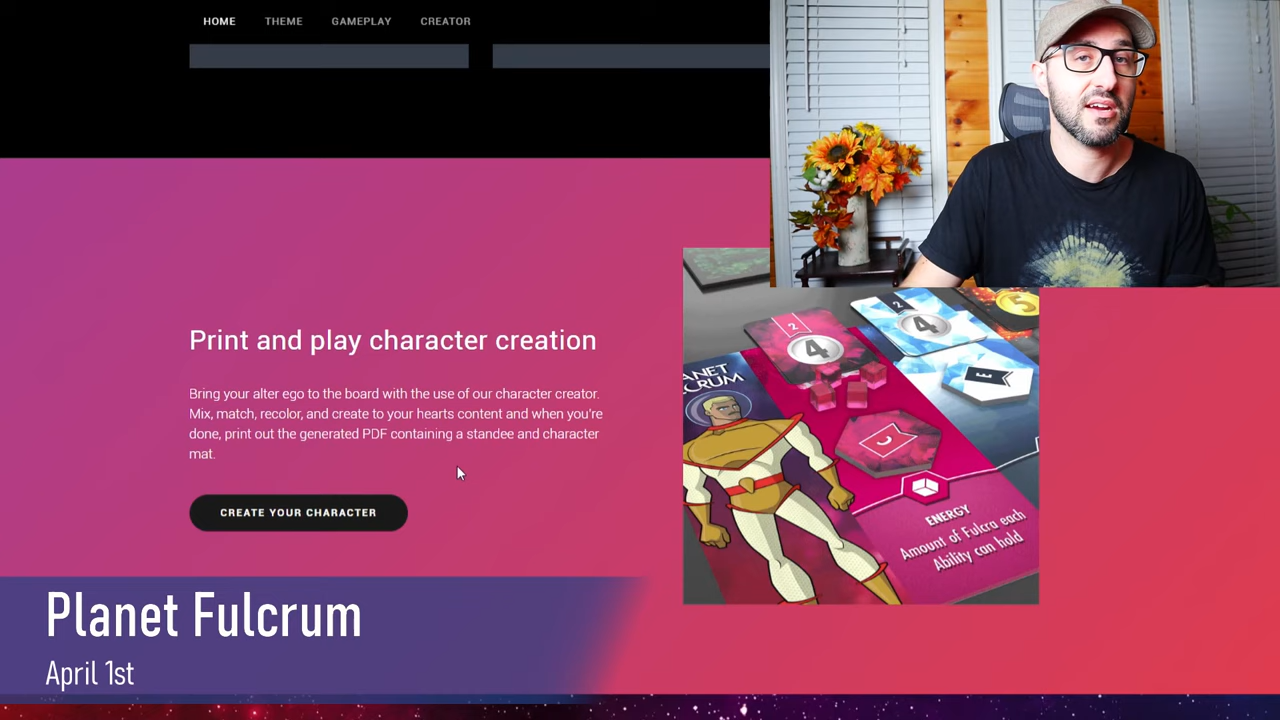 HOME THEME GAMEPLAY CREATOR
Print and play character creation
Bring your alter ego to the board with the use of our character creator.
Mix, match, recolor, and create to your hearts content and when you're
done, print out the generated PDF containing a standee and character
mat.
CREATE YOUR CHARACTER
2
4
2
4
5
ANET
CRUM
E
C
ENERGY
Amount of Fulcra each
Ability can hold
Planet Fulcrum
April 1st